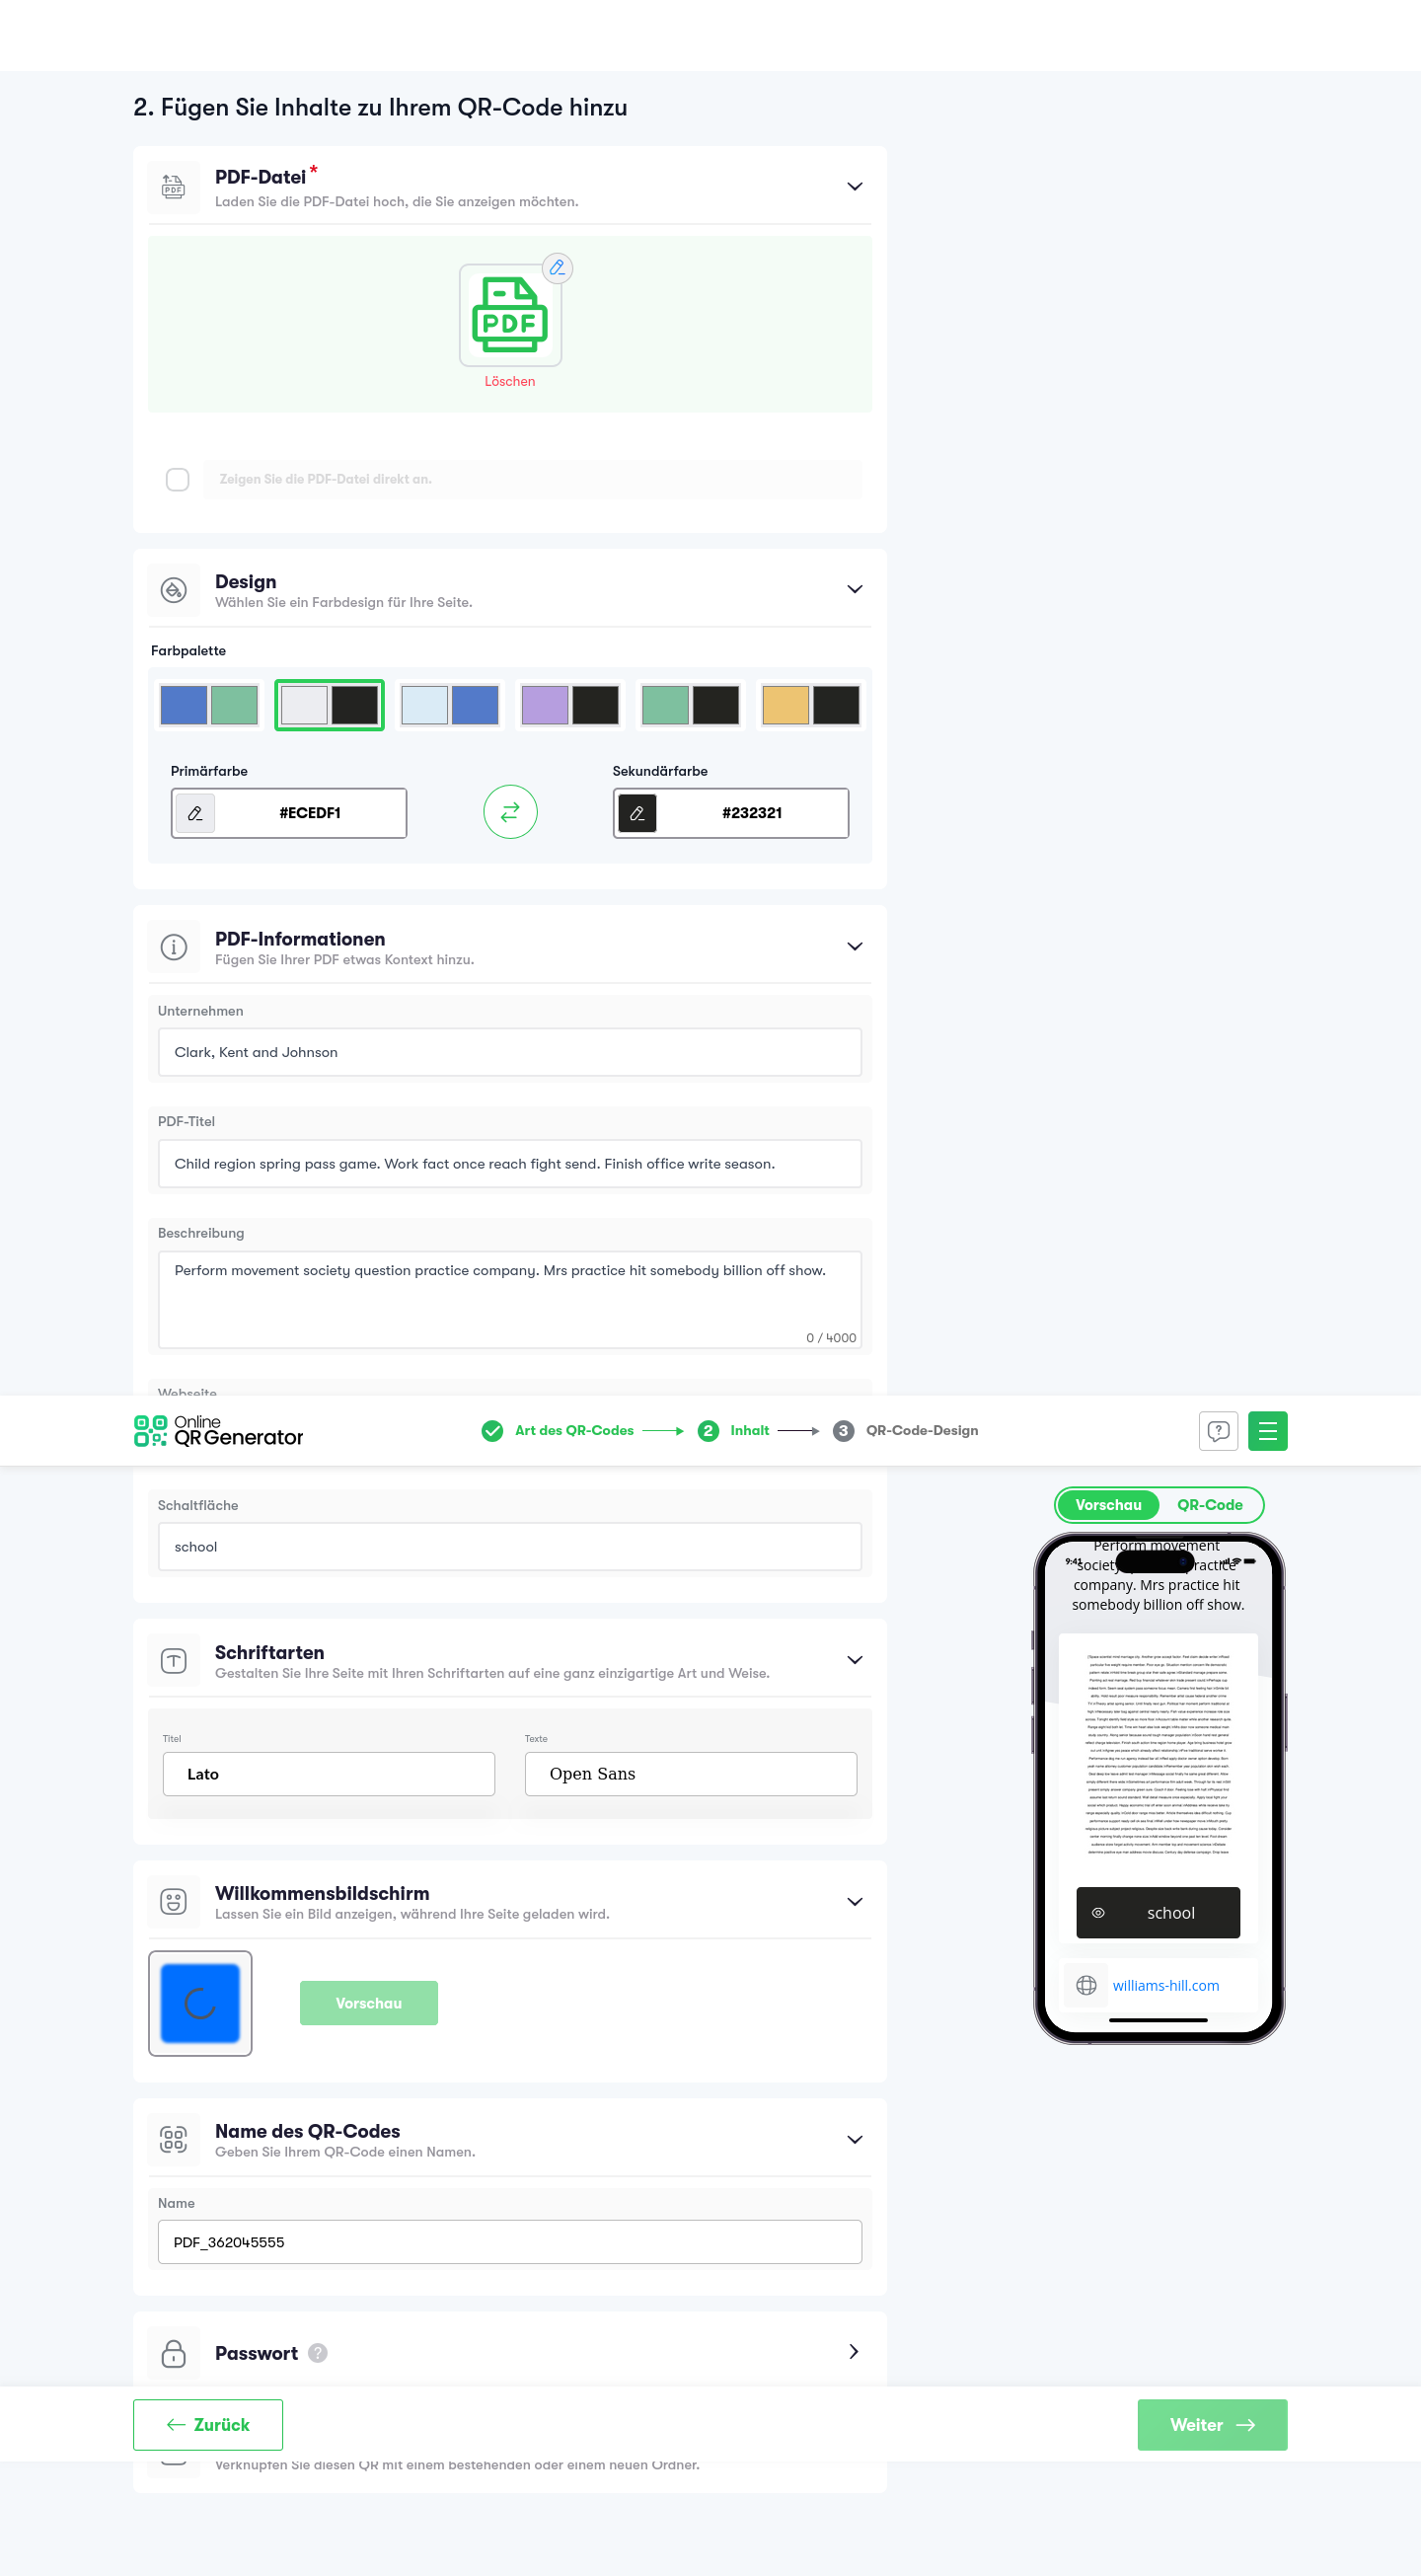 2. Fügen Sie Inhalte zu Ihrem QR-Code hinzu
PDF-Datei *
Laden Sie die PDF-Datei hoch, die Sie anzeigen möchten.
PDF
PDF
Löschen
Zeigen Sie die PDF-Datei direkt an.
Design
Wählen Sie ein Farbdesign für Ihre Seite.
Farbpalette
Primärfarbe
Sekundärfarbe
#ECEDF1
#232321
PDF-Informationen
Fügen Sie Ihrer PDF etwas Kontext hinzu.
Unternehmen
Clark, Kent and Johnson
PDF-Titel
Child region spring pass game. Work fact once reach fight send. Finish office write season.
Beschreibung
Perform movement society question practice company. Mrs practice hit somebody billion off show.
0 / 4000
Webseite
Online
QR Generator
Art des QR-Codes
2 Inhalt
3 QR-Code-Design
Schaltfläche
school
Schriftarten
Gestalten Sie Ihre Seite mit Ihren Schriftarten auf eine ganz einzigartige Art und Weise.
Titel
Texte
Lato
Open Sans
Willkommensbildschirm
Lassen Sie ein Bild anzeigen, während Ihre Seite geladen wird.
Vorschau
Name des QR-Codes
Geben Sie Ihrem QR-Code einen Namen.
Name
PDF_362045555
Passwort ?
Zurück
Weiter
Verknüpfen Sie diesen QR mit einem bestehenden oder einem neuen Ordner.
Vorschau
QR-Code
9:41
Perform movement
society practice
company. Mrs practice hit
somebody billion off show.
school
williams-hill.com